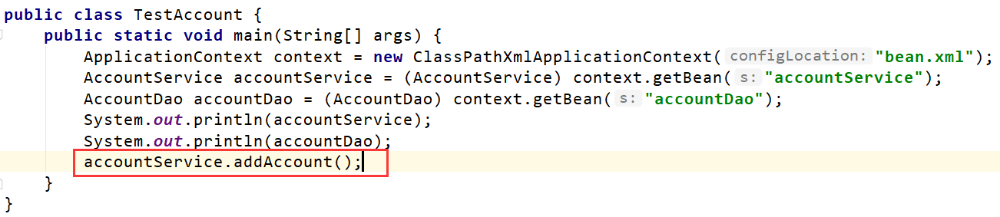 public class TestAccount {
    public static void main(String[] args) {
        ApplicationContext context = new ClassPathXmlApplicationContext( configLocation: "bean.xml");
        AccountService accountService = (AccountService) context.getBean( s: "accountService");
        AccountDao accountDao = (AccountDao) context.getBean( s: "accountDao");
        System.out.println(accountService);
        System.out.println(accountDao);
        accountService.addAccount();
    }
}